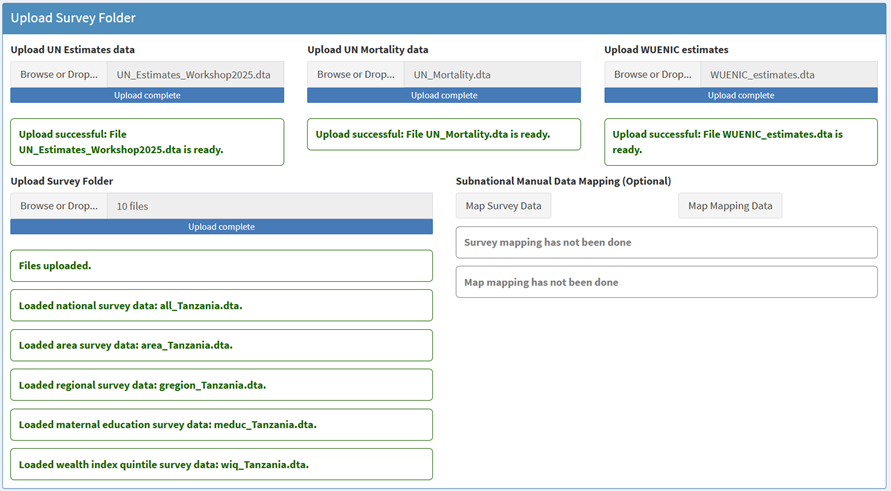 Upload Survey Folder
Upload UN Estimates data
Browse or Drop... UN_Estimates_Workshop2025.dta
Upload complete
Upload successful: File
UN_Estimates_Workshop2025.dta is ready.
Upload UN Mortality data
Browse or Drop... UN_Mortality.dta
Upload complete
Upload successful: File UN_Mortality.dta is ready.
Upload WUENIC estimates
Browse or Drop... WUENIC_estimates.dta
Upload complete
Upload successful: File WUENIC_estimates.dta is
ready.
Upload Survey Folder
Browse or Drop... 10 files
Upload complete
Files uploaded.
Loaded national survey data: all_Tanzania.dta.
Loaded area survey data: area_Tanzania.dta.
Loaded regional survey data: gregion_Tanzania.dta.
Loaded maternal education survey data: meduc_Tanzania.dta.
Loaded wealth index quintile survey data: wiq_Tanzania.dta.
Subnational Manual Data Mapping (Optional)
Map Survey Data Map Mapping Data
Survey mapping has not been done
Map mapping has not been done